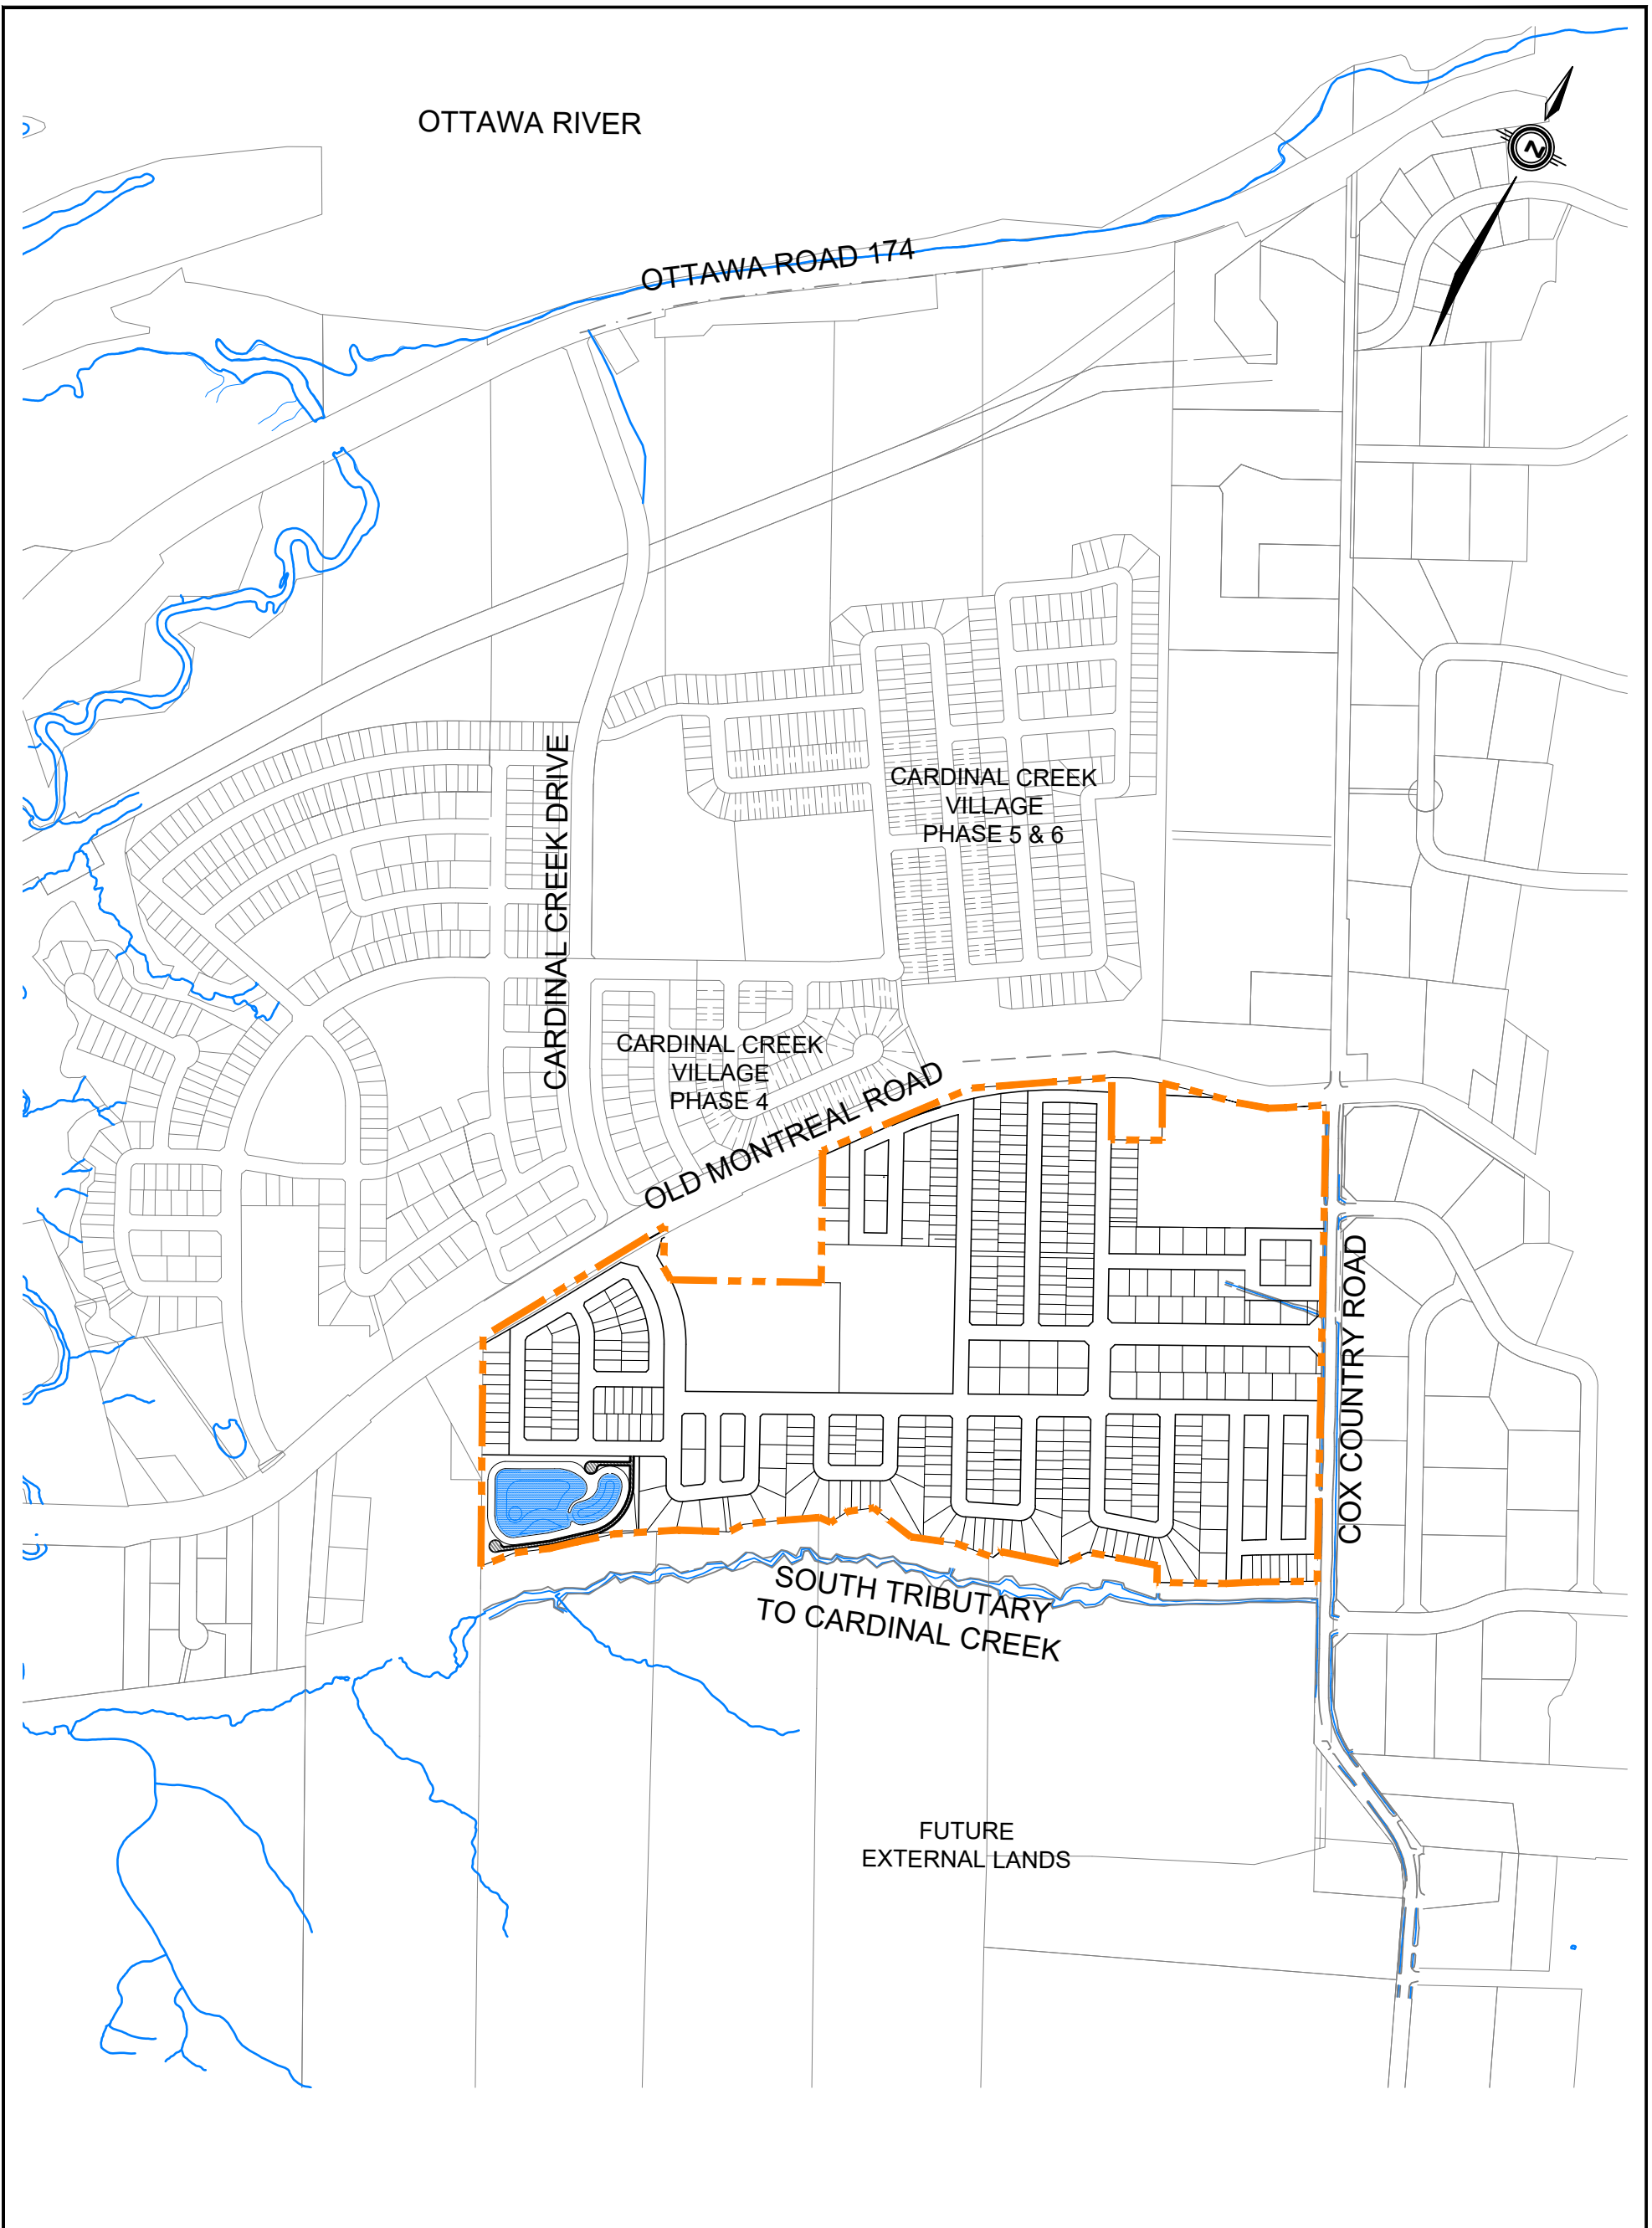 OTTAWA RIVER
N
OTTAWA ROAD 174
CARDINAL CREEK DRIVE
CARDINAL CREEK
VILLAGE
PHASE 5 & 6
CARDINAL CREEK
VILLAGE
PHASE 4
OLD MONTREAL ROAD
COX COUNTRY ROAD
SOUTH TRIBUTARY
TO CARDINAL CREEK
FUTURE
EXTERNAL LANDS